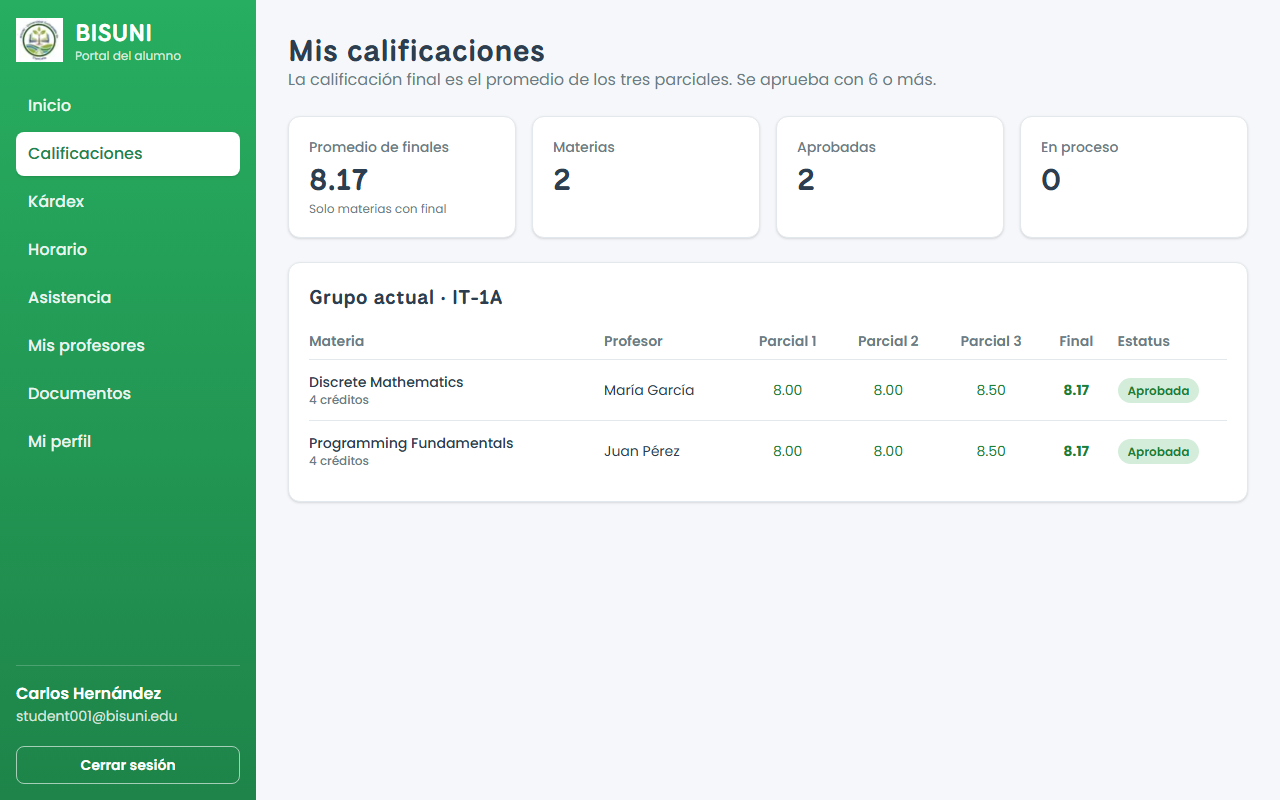 BISUNI
Portal del alumno
Inicio
Calificaciones
Kárdex
Horario
Asistencia
Mis profesores
Documentos
Mi perfil
Carlos Hernández
student001@bisuni.edu
Cerrar sesión
Mis calificaciones
La calificación final es el promedio de los tres parciales. Se aprueba con 6 o más.
Promedio de finales
8.17
Solo materias con final
Materias
2
Aprobadas
2
En proceso
0
Grupo actual · IT-1A
Materia Profesor Parcial 1 Parcial 2 Parcial 3 Final Estatus
Discrete Mathematics
4 créditos
María García 8.00 8.00 8.50 8.17 Aprobada
Programming Fundamentals
4 créditos
Juan Pérez 8.00 8.00 8.50 8.17 Aprobada